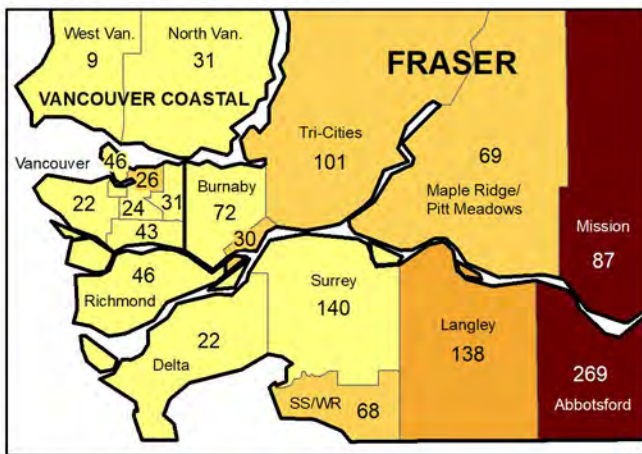 West Van.
9
North Van.
31
VANCOUVER COASTAL
FRASER
Tri-Cities
101
69
Maple Ridge/
Pitt Meadows
Mission
87
Vancouver
46
26
22
24
31
43
Burnaby
72
30
46
Richmond
22
Delta
Surrey
140
SS/WR
68
Langley
138
269
Abbotsford